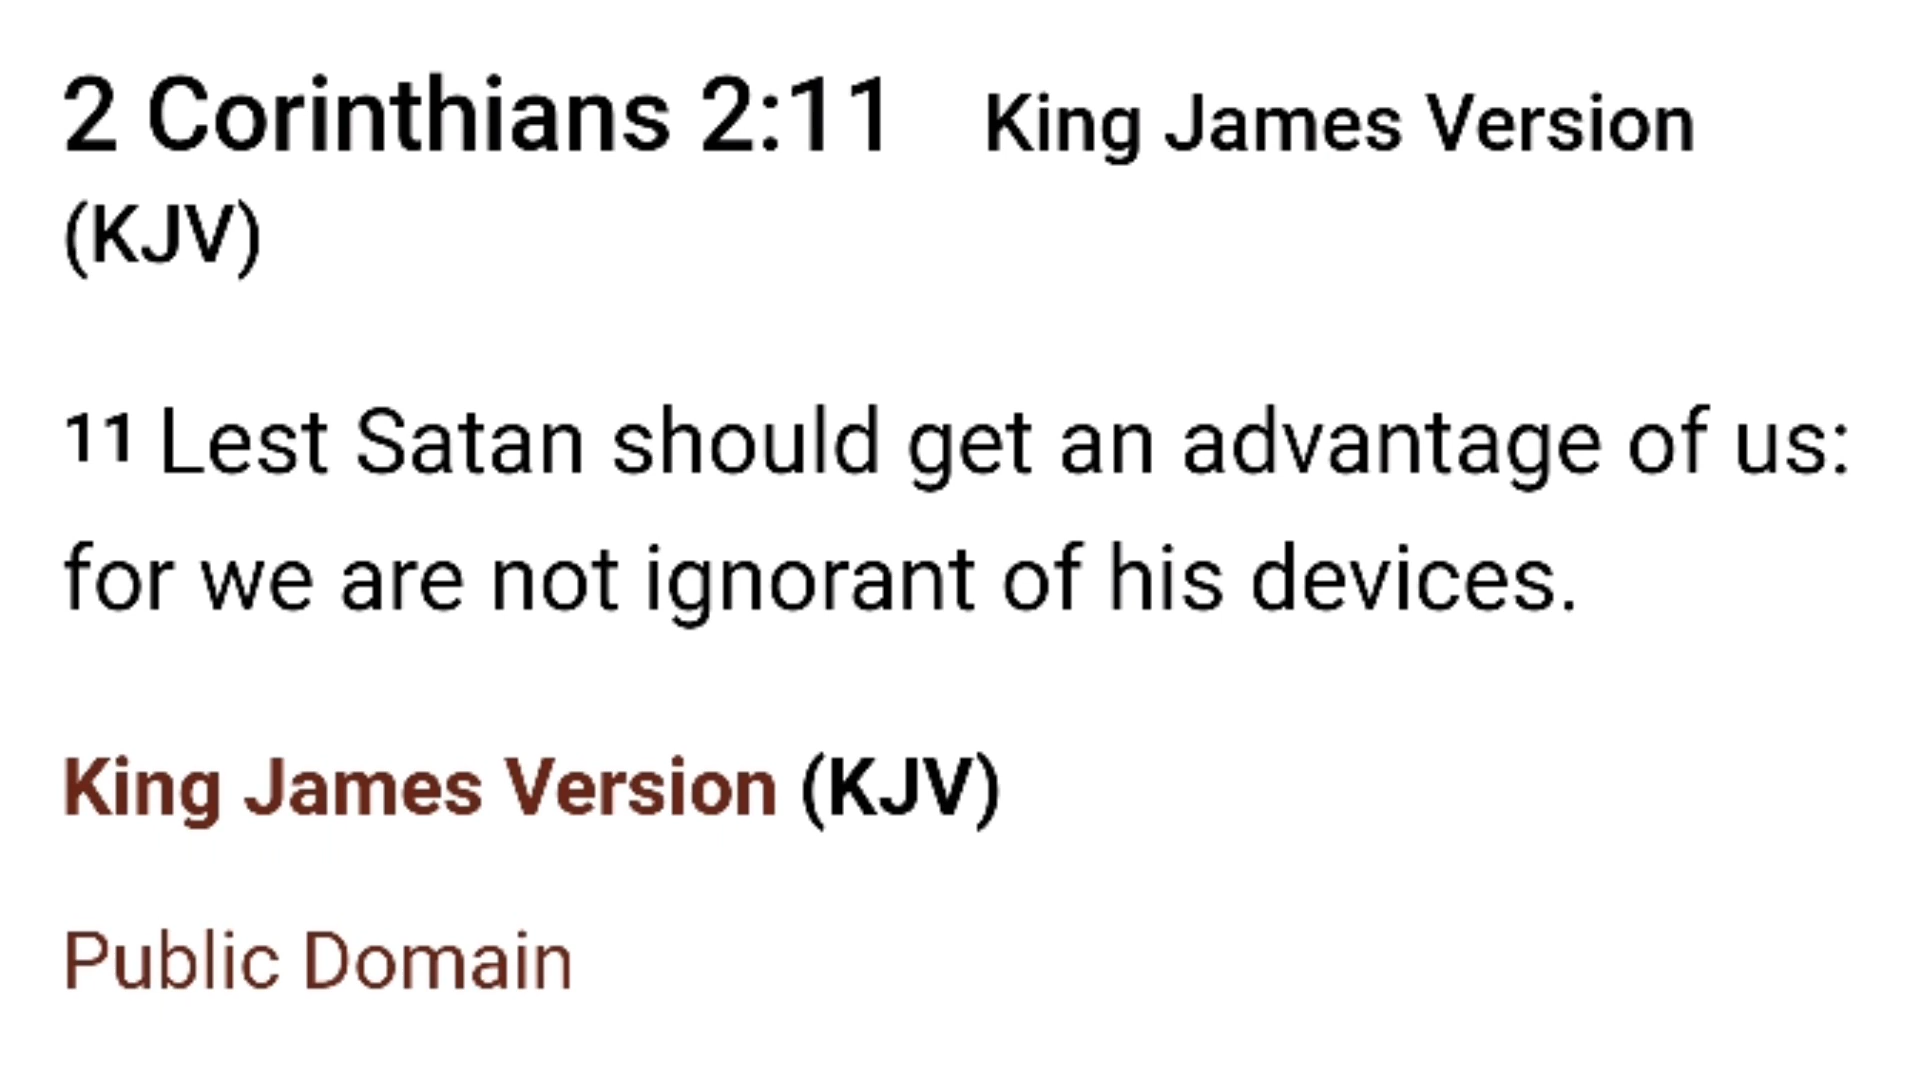 2 Corinthians 2:11 King James Version
(KJV)
11 Lest Satan should get an advantage of us:
for we are not ignorant of his devices.
King James Version (KJV)
Public Domain